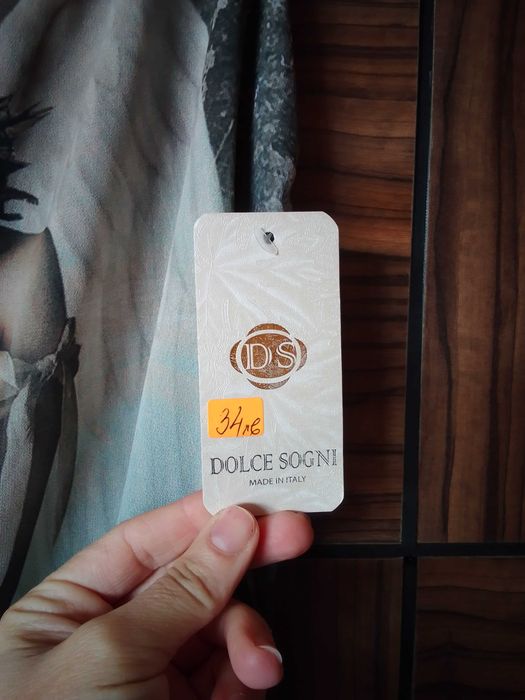 DS
34лв
DOLCE SOGNI
MADE IN ITALY